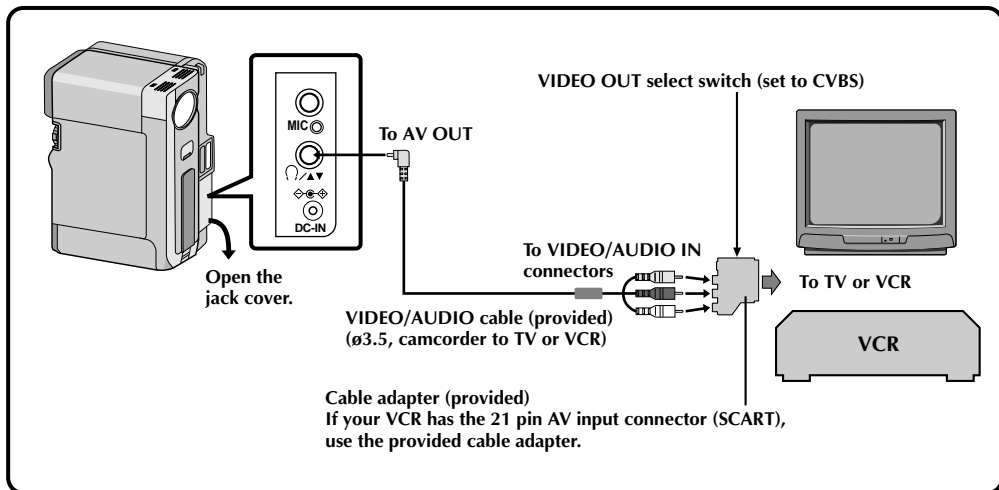 VIDEO OUT select switch (set to CVBS)
MIC
To AV OUT
DC-IN
Open the
jack cover.
To VIDEO/AUDIO IN
connectors
To TV or VCR
VIDEO/AUDIO cable (provided)
(ø3.5, camcorder to TV or VCR)
VCR
Cable adapter (provided)
If your VCR has the 21 pin AV input connector (SCART),
use the provided cable adapter.